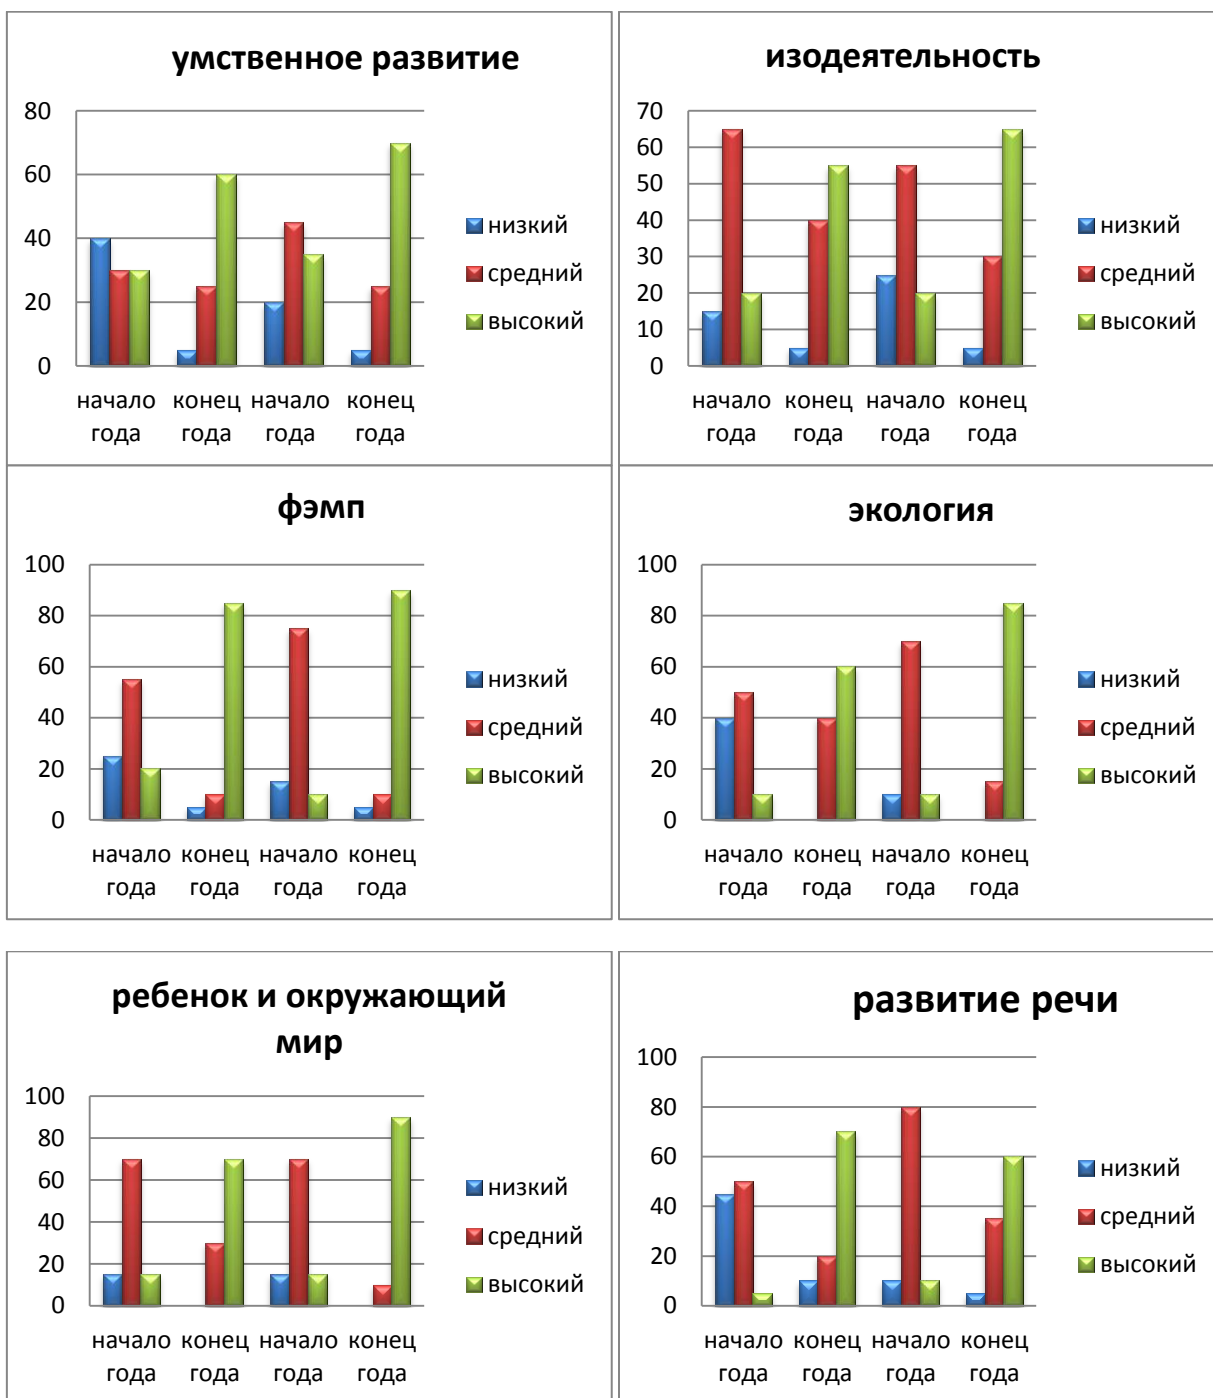 умственное развитие
80
60
40
20
0
начало конец начало конец
года года года года
низкий
средний
высокий
изодеятельность
70
60
50
40
30
20
10
0
начало конец начало конец
года года года года
низкий
средний
высокий
фэмп
100
80
60
40
20
0
начало конец начало конец
года года года года
низкий
средний
высокий
экология
100
80
60
40
20
0
начало конец начало конец
года года года года
низкий
средний
высокий
ребенок и окружающий
мир
100
80
60
40
20
0
начало конец начало конец
года года года года
низкий
средний
высокий
развитие речи
100
80
60
40
20
0
начало конец начало конец
года года года года
низкий
средний
высокий